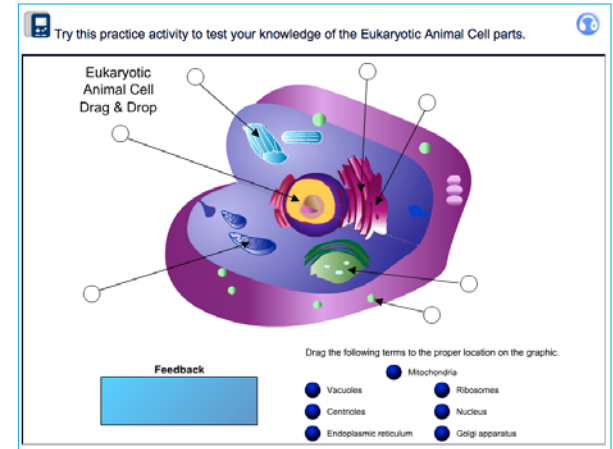 Try this practice activity to test your knowledge of the Eukaryotic Animal Cell parts.
Eukaryotic
Animal Cell
Drag & Drop
Drag the following terms to the proper location on the graphic.
Feedback
Mitochondria
Vacuoles
Ribosomes
Centrioles
Nucleus
Endoplasmic reticulum
Golgi apparatus